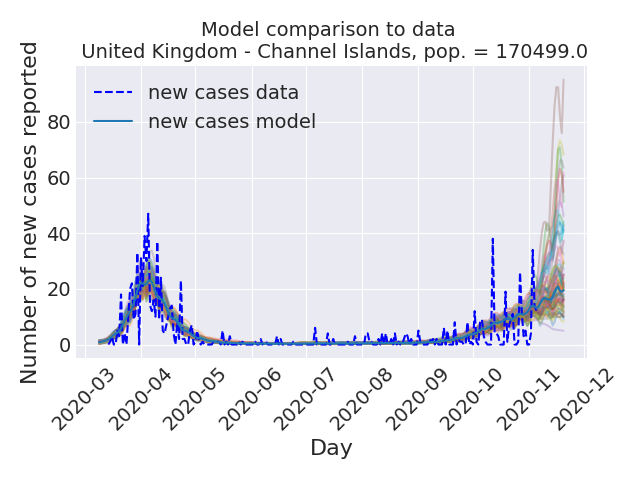 Model comparison to data
United Kingdom - Channel Islands, pop. = 170499.0
Number of new cases reported
new cases data
new cases model
80
60
40
20
0
2020-03
2020-04
2020-05
2020-06
2020-07
2020-08
2020-09
2020-10
2020-11
2020-12
Day